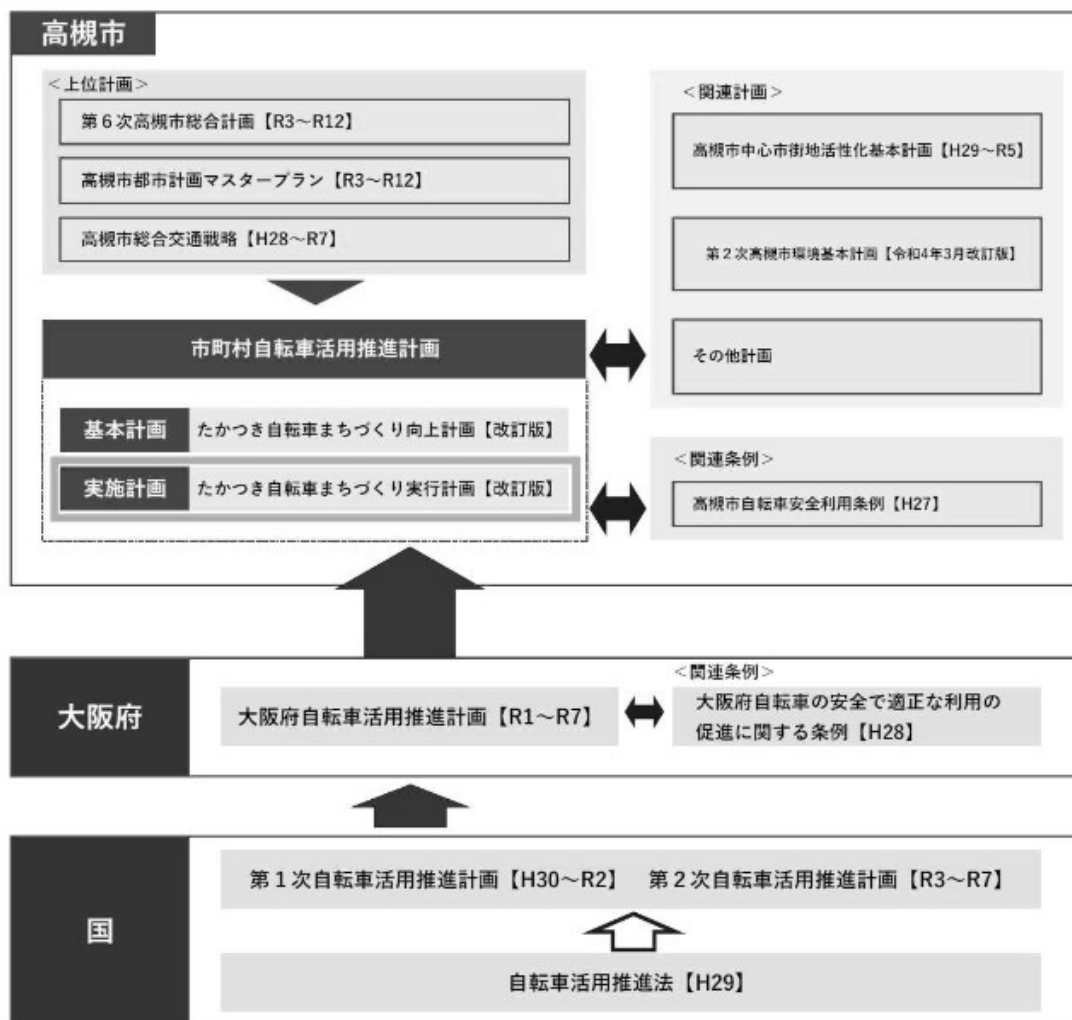 高槻市
＜上位計画＞
第６次高槻市総合計画【R3～R12】
高槻市都市計画マスタープラン【R3～R12】
高槻市総合交通戦略【H28～R7】
＜関連計画＞
高槻市中心市街地活性化基本計画【H29～R5】
第２次高槻市環境基本計画【令和4年3月改訂版】
その他計画
市町村自転車活用推進計画
基本計画 たかつき自転車まちづくり向上計画【改訂版】
実施計画 たかつき自転車まちづくり実行計画【改訂版】
＜関連条例＞
高槻市自転車安全利用条例【H27】
大阪府
大阪府自転車活用推進計画【R1～R7】
＜関連条例＞
大阪府自転車の安全で適正な利用の
促進に関する条例【H28】
国
第１次自転車活用推進計画【H30～R2】 第２次自転車活用推進計画【R3～R7】
自転車活用推進法【H29】